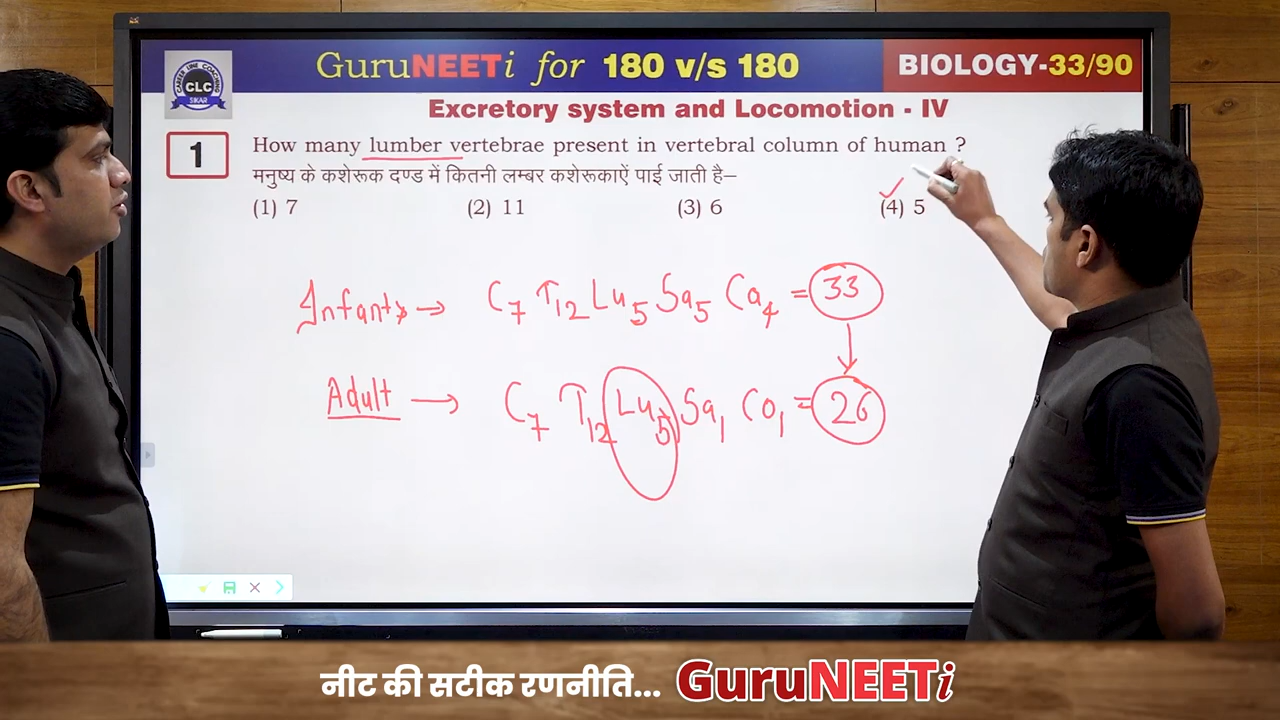 GuruNEETi for 180 v/s 180
BIOLOGY-33/90
CAREER LINE COACHING
CLC
SIKAR
Excretory system and Locomotion - IV
1
How many lumber vertebrae present in vertebral column of human ?
मनुष्य के कशेरूक दण्ड में कितनी लम्बर कशेरूकाऐं पाई जाती है–
(1) 7 (2) 11 (3) 6 (4) 5
Infants → C7 T12 Lu5 Sa5 Ca4 = 33
Adult → C7 T12 Lu5 Sa1 Co1 = 26
नीट की सटीक रणनीति... GuruNEETi